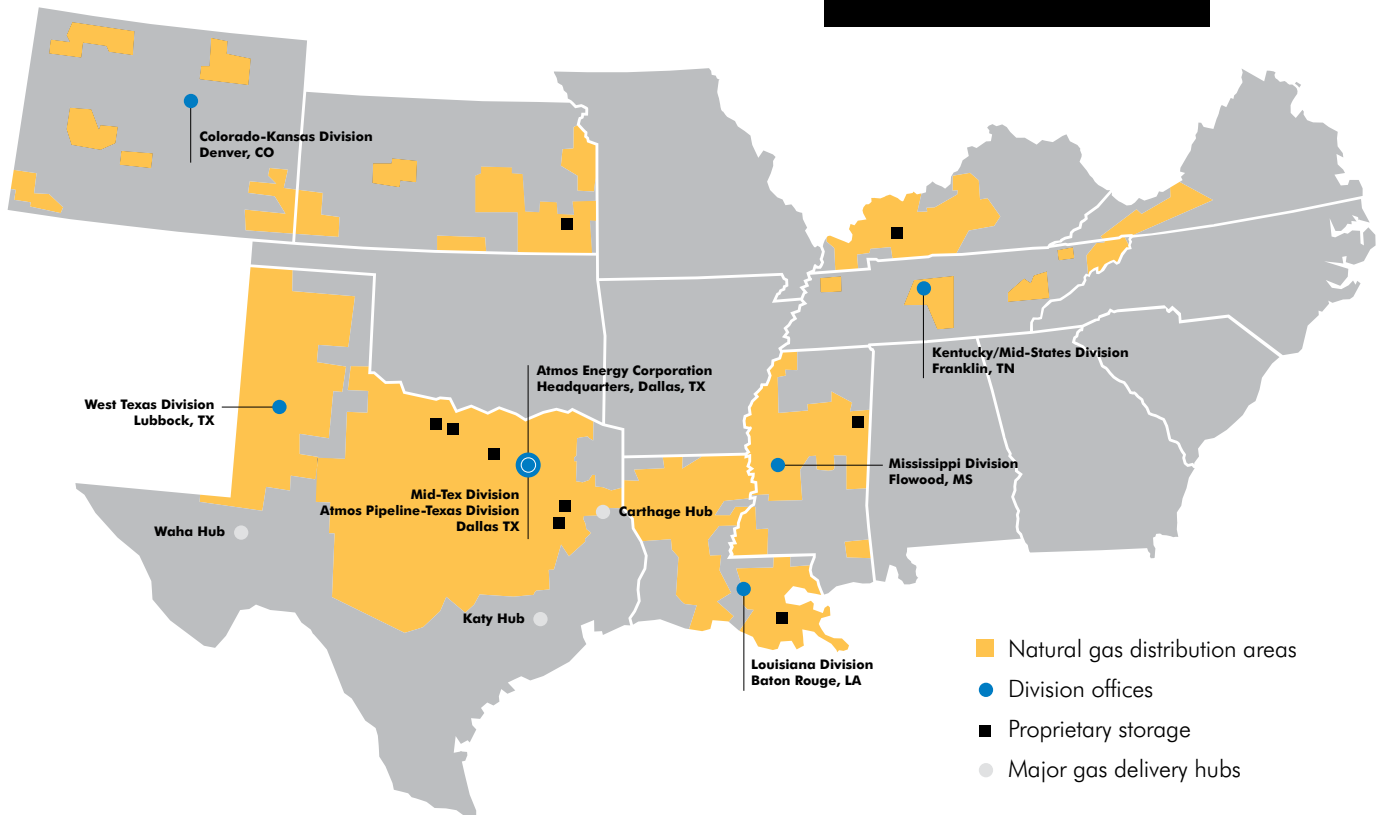 Colorado-Kansas Division
Denver, CO
Kentucky/Mid-States Division
Franklin, TN
Atmos Energy Corporation
Headquarters, Dallas, TX
West Texas Division
Lubbock, TX
Mississippi Division
Flowood, MS
Mid-Tex Division
Atmos Pipeline-Texas Division
Dallas TX
Carthage Hub
Waha Hub
Katy Hub
Louisiana Division
Baton Rouge, LA
Natural gas distribution areas
Division offices
Proprietary storage
Major gas delivery hubs